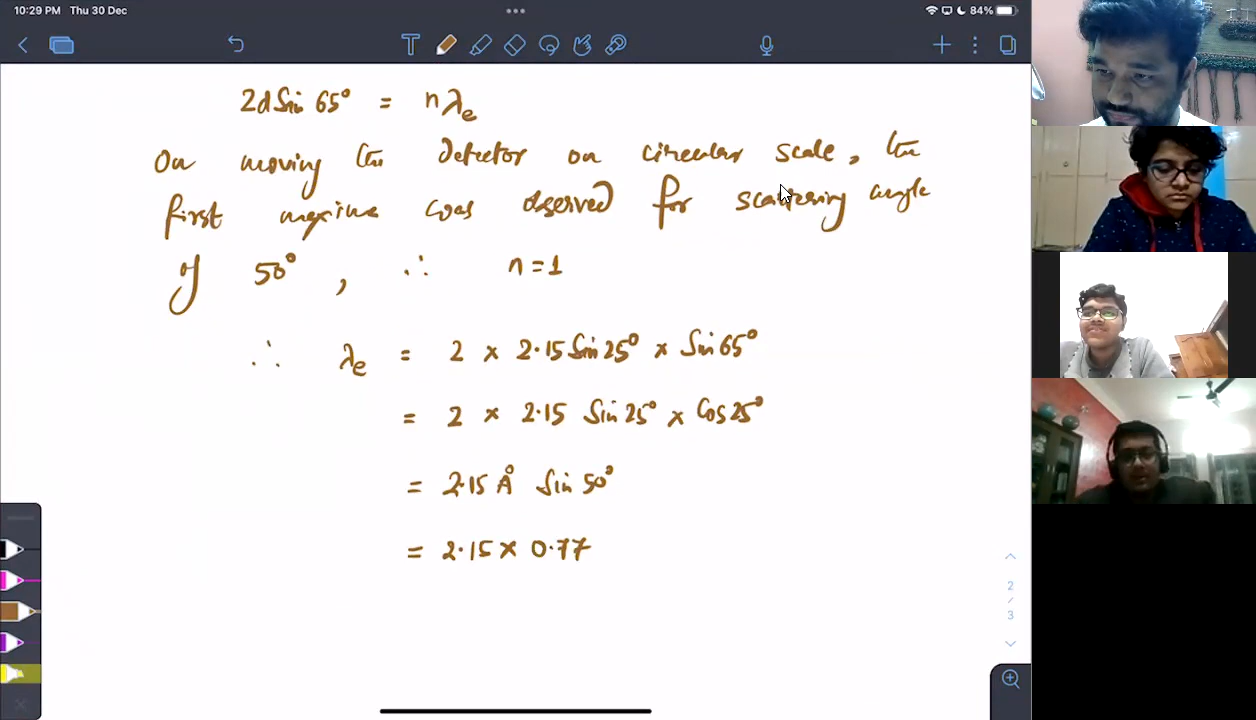 10:29 PM Thu 30 Dec
84%
2d Sin 65° = nλe
On moving the detector on circular scale, the
first maxima was observed for scattering angle
of 50°, ∴ n = 1
∴ λe = 2 × 2.15 Sin 25° × Sin 65°
= 2 × 2.15 Sin 25° × Cos 25°
= 2.15 Å Sin 50°
= 2.15 × 0.77
2
/
3